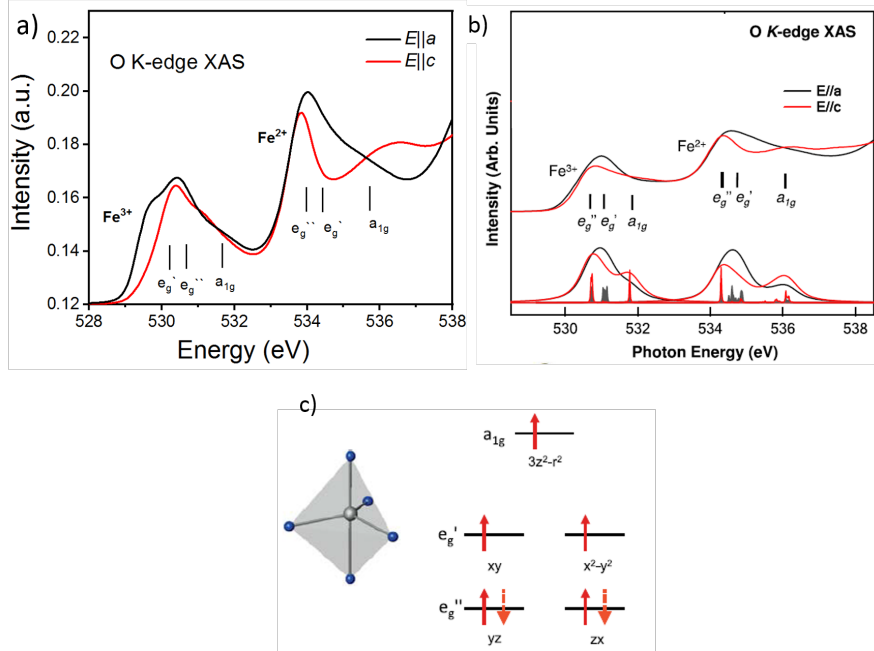 a)
0.22
0.20
0.18
0.16
0.14
0.12
Intensity (a.u.)
O K-edge XAS
E||a
E||c
Fe3+
Fe2+
eg` eg`` a1g
eg`` eg` a1g
528 530 532 534 536 538
Energy (eV)
b)
O K-edge XAS
E//a
E//c
Intensity (Arb. Units)
Fe3+
Fe2+
eg'' eg' a1g
eg'' eg' a1g
530 532 534 536 538
Photon Energy (eV)
c)
a1g
3z²-r²
eg'
xy
x²-y²
eg''
yz
zx